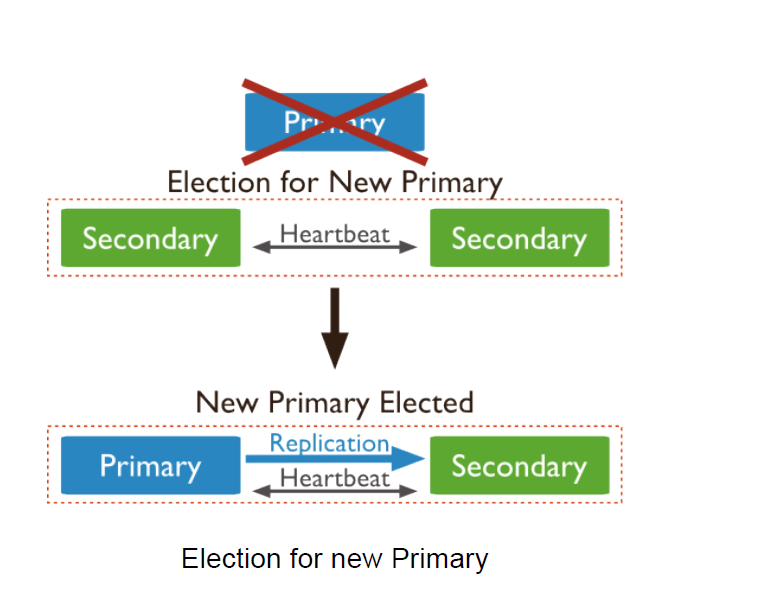 Primary
Election for New Primary
Secondary Heartbeat Secondary
New Primary Elected
Replication
Primary Heartbeat Secondary
Election for new Primary